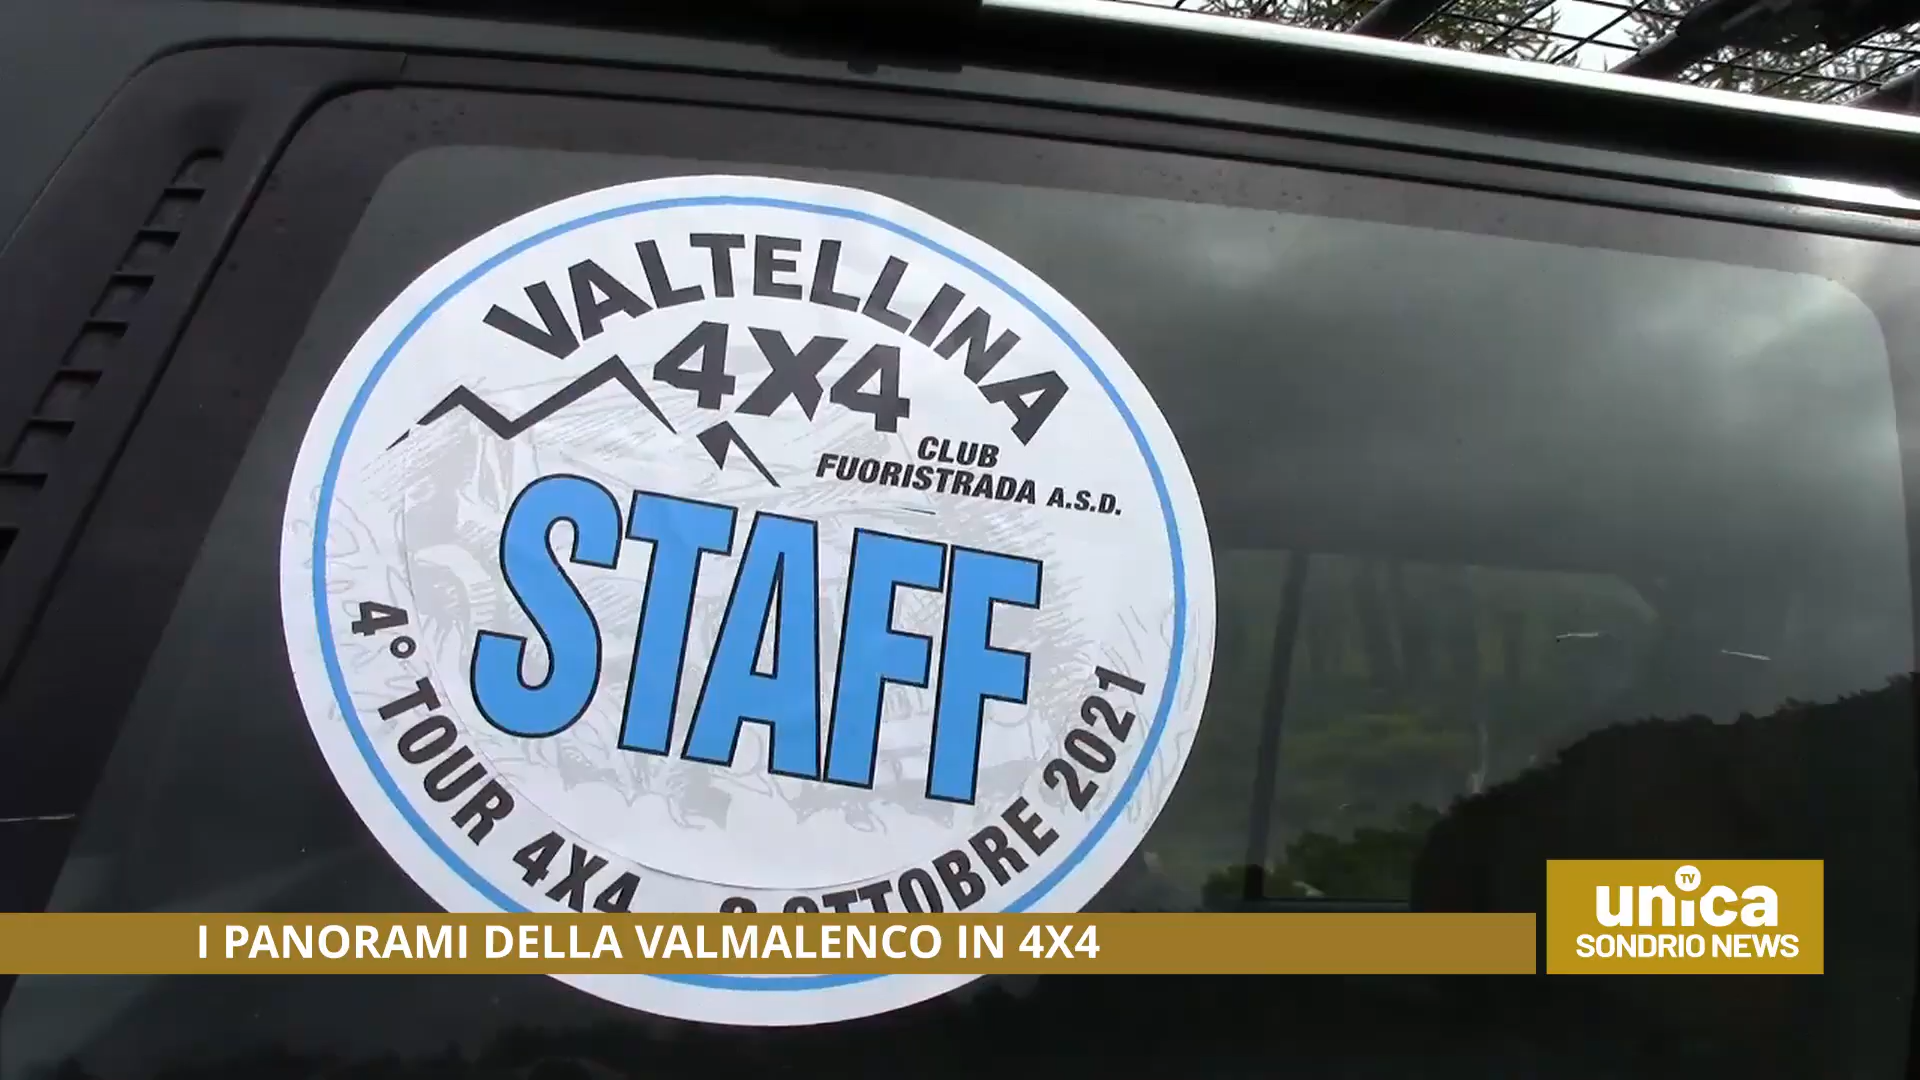 VALTELLINA
4X4
CLUB
FUORISTRADA A.S.D.
STAFF
4° TOUR 4X4
OTTOBRE 2021
I PANORAMI DELLA VALMALENCO IN 4X4
unica TV
SONDRIO NEWS